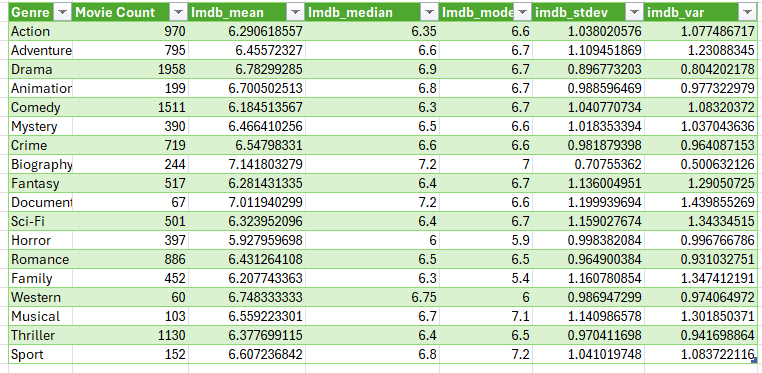 Genre Movie Count Imdb_mean Imdb_median Imdb_mode imdb_stdev imdb_var
Action 970 6.290618557 6.35 6.6 1.038020576 1.077486717
Adventure 795 6.45572327 6.6 6.7 1.109451869 1.23088345
Drama 1958 6.78299285 6.9 6.7 0.896773203 0.804202178
Animation 199 6.700502513 6.8 6.7 0.988596469 0.977322979
Comedy 1511 6.184513567 6.3 6.7 1.040770734 1.08320372
Mystery 390 6.466410256 6.5 6.6 1.018353394 1.037043636
Crime 719 6.54798331 6.6 6.6 0.981879398 0.964087153
Biography 244 7.141803279 7.2 7 0.70755362 0.500632126
Fantasy 517 6.281431335 6.4 6.7 1.136004951 1.29050725
Document 67 7.011940299 7.2 6.6 1.199939694 1.439855269
Sci-Fi 501 6.323952096 6.4 6.7 1.159027674 1.34334515
Horror 397 5.927959698 6 5.9 0.998382084 0.996766786
Romance 886 6.431264108 6.5 6.5 0.964900384 0.931032751
Family 452 6.207743363 6.3 5.4 1.160780854 1.347412191
Western 60 6.748333333 6.75 6 0.986947299 0.974064972
Musical 103 6.559223301 6.7 7.1 1.140986578 1.301850371
Thriller 1130 6.377699115 6.4 6.5 0.970411698 0.941698864
Sport 152 6.607236842 6.8 7.2 1.041019748 1.083722116